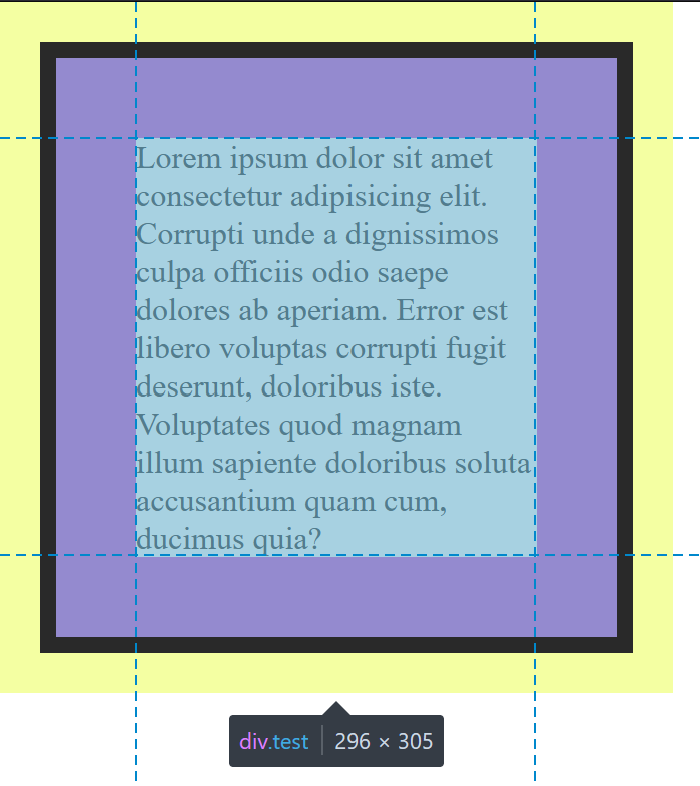 Lorem ipsum dolor sit amet
consectetur adipisicing elit.
Corrupti unde a dignissimos
culpa officiis odio saepe
dolores ab aperiam. Error est
libero voluptas corrupti fugit
deserunt, doloribus iste.
Voluptates quod magnam
illum sapiente doloribus soluta
accusantium quam cum,
ducimus quia?
div.test 296 × 305